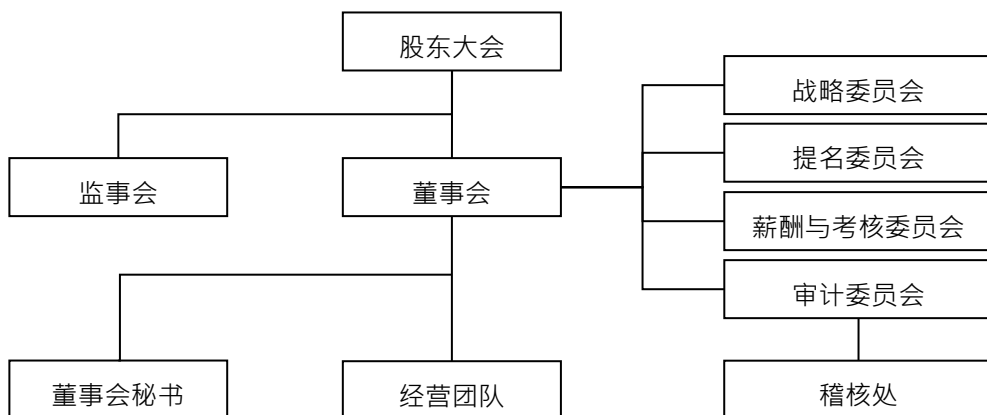 股东大会
战略委员会
提名委员会
监事会
董事会
薪酬与考核委员会
审计委员会
董事会秘书
经营团队
稽核处